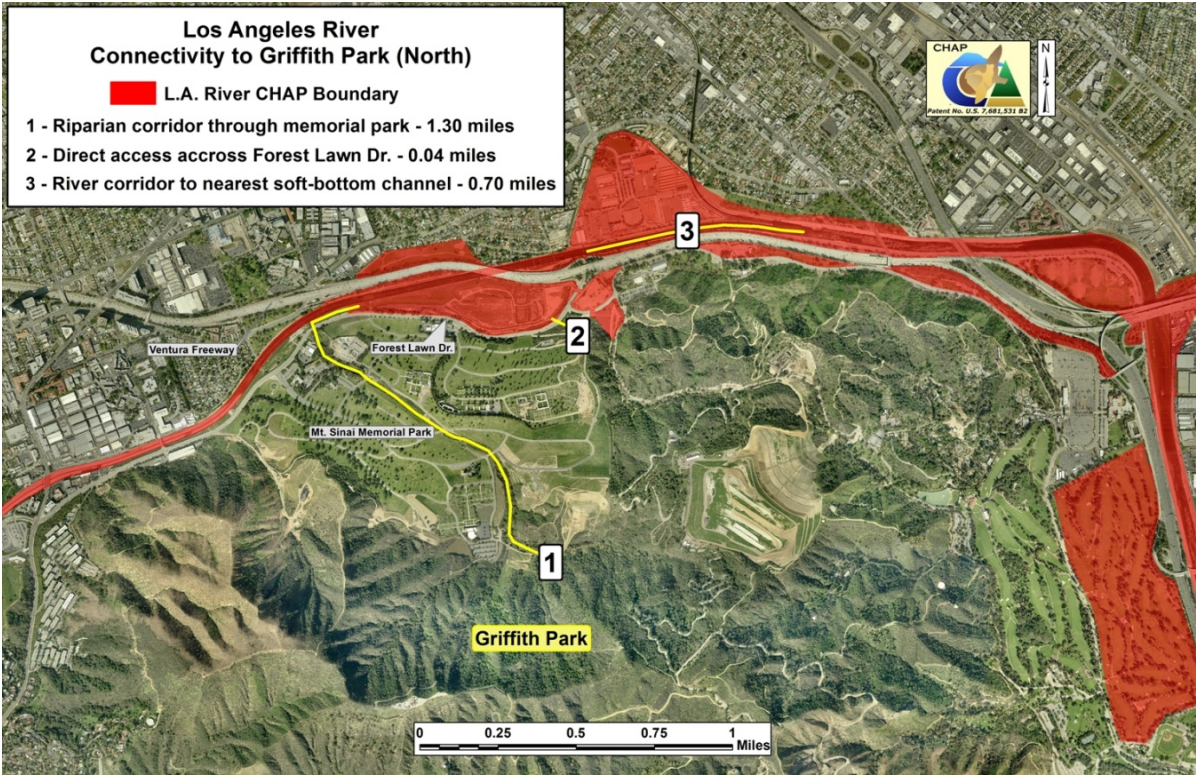 Los Angeles River
Connectivity to Griffith Park (North)
L.A. River CHAP Boundary
1 - Riparian corridor through memorial park - 1.30 miles
2 - Direct access accross Forest Lawn Dr. - 0.04 miles
3 - River corridor to nearest soft-bottom channel - 0.70 miles
CHAP
Patent No. U.S. 7,681,531 B2
N
3
2
Ventura Freeway
Forest Lawn Dr.
Mt. Sinai Memorial Park
1
Griffith Park
0 0.25 0.5 0.75 1
Miles